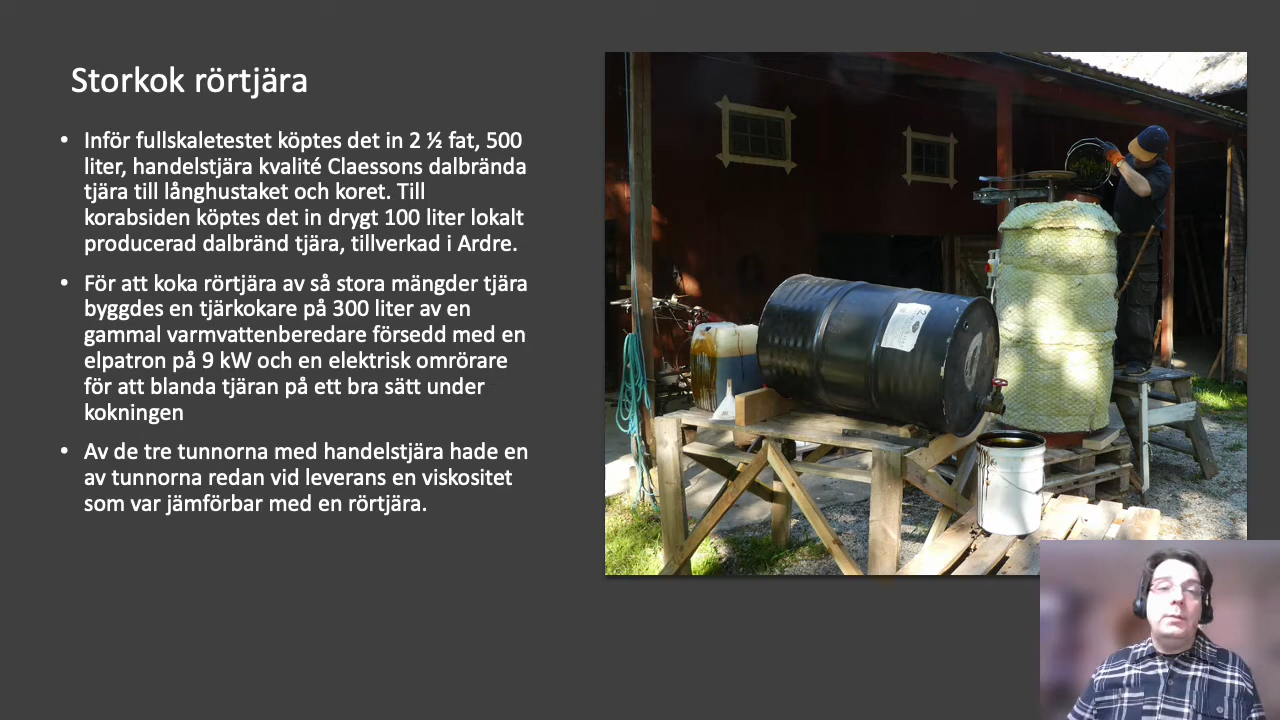 Storkok rörtjära
• Inför fullskaletestet köptes det in 2 ½ fat, 500
liter, handelstjära kvalité Claessons dalbrända
tjära till långhustaket och koret. Till
korabsiden köptes det in drygt 100 liter lokalt
producerad dalbränd tjära, tillverkad i Ardre.
• För att koka rörtjära av så stora mängder tjära
byggdes en tjärkokare på 300 liter av en
gammal varmvattenberedare försedd med en
elpatron på 9 kW och en elektrisk omrörare
för att blanda tjäran på ett bra sätt under
kokningen
• Av de tre tunnorna med handelstjära hade en
av tunnorna redan vid leverans en viskositet
som var jämförbar med en rörtjära.